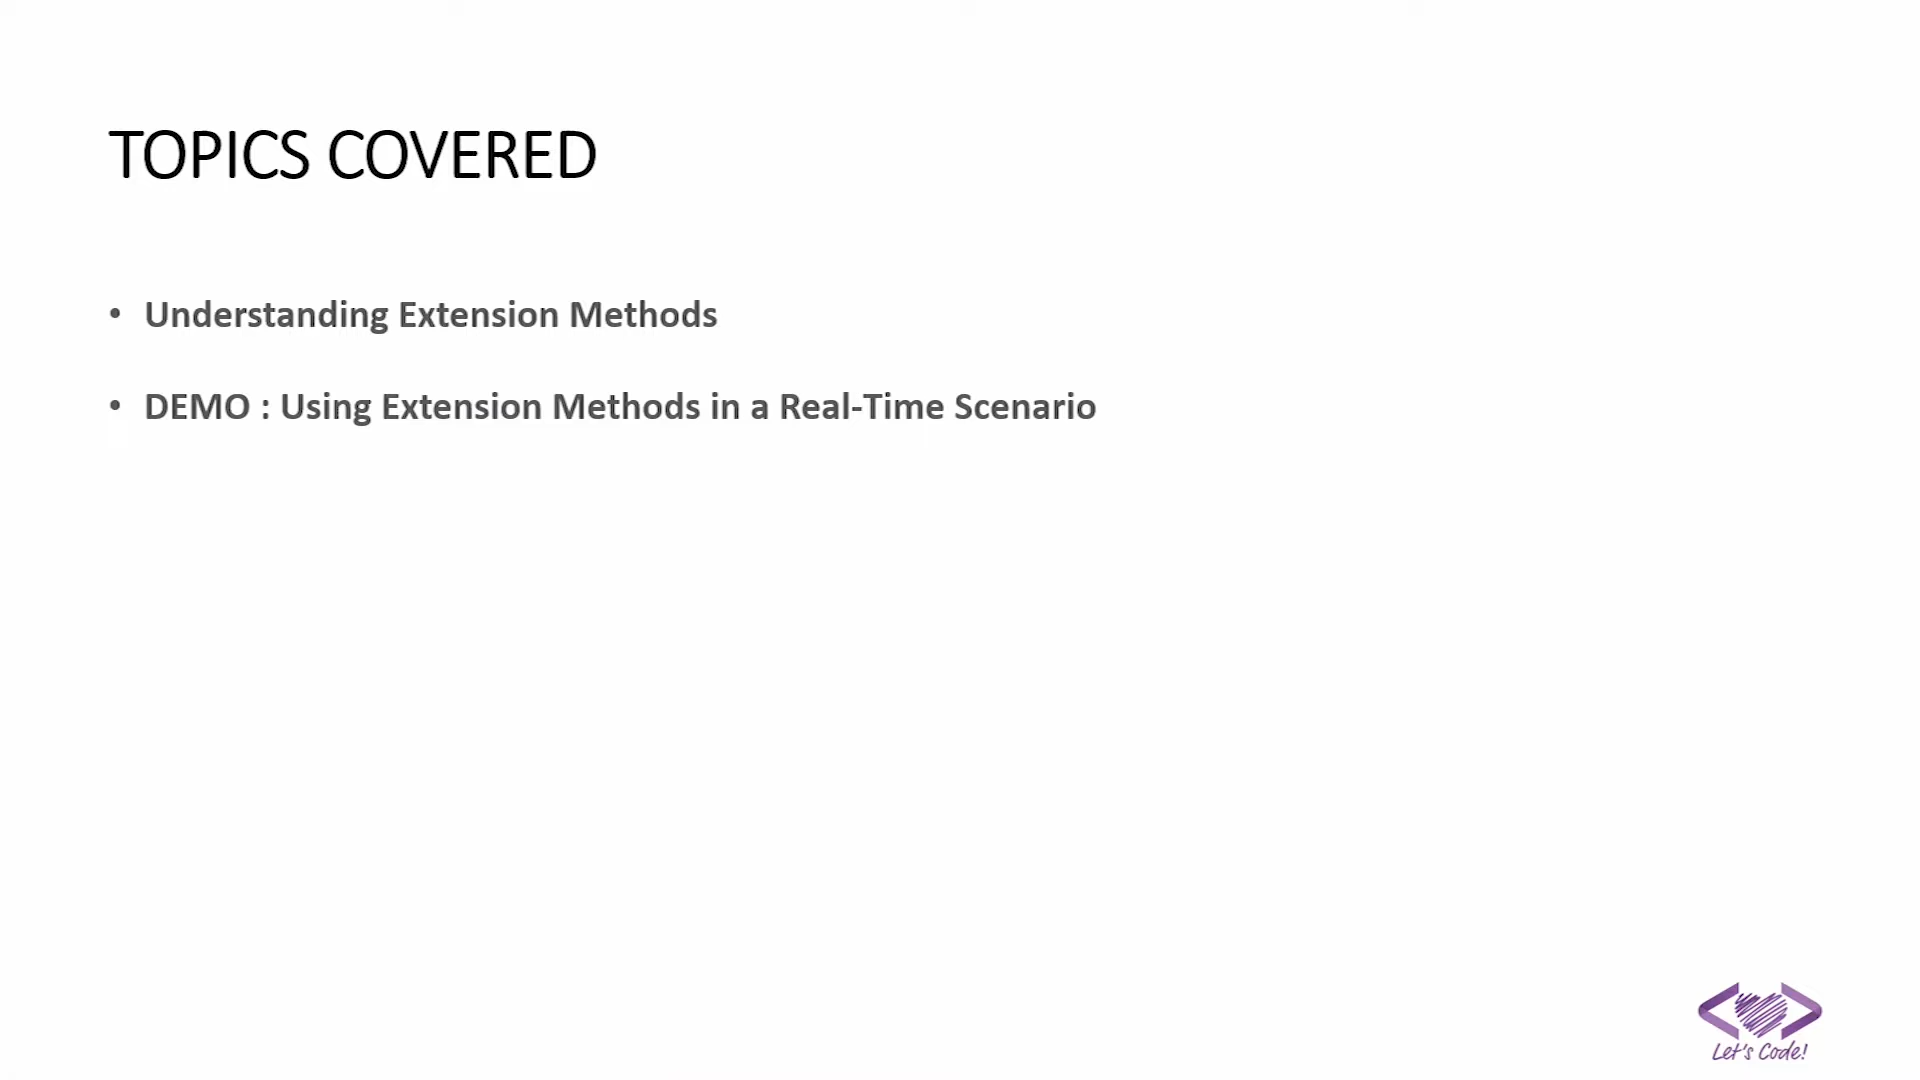 TOPICS COVERED
• Understanding Extension Methods
• DEMO : Using Extension Methods in a Real-Time Scenario
Let's Code!